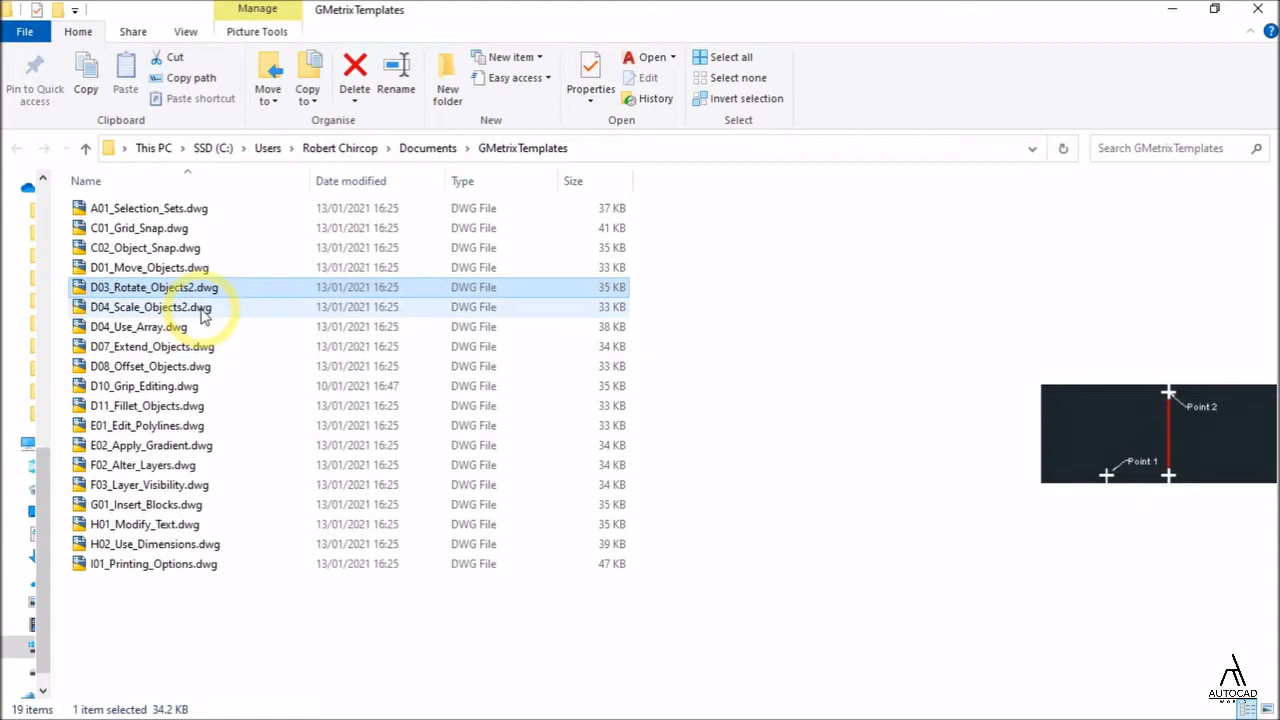 Manage
GMetrixTemplates
File
Home
Share
View
Picture Tools
Pin to Quick access
Copy
Paste
Cut
Copy path
Paste shortcut
Clipboard
Move to
Copy to
Delete
Rename
Organise
New folder
New item
Easy access
New
Properties
Open
Edit
History
Open
Select all
Select none
Invert selection
Select
This PC > SSD (C:) > Users > Robert Chircop > Documents > GMetrixTemplates
Search GMetrixTemplates
Name Date modified Type Size
A01_Selection_Sets.dwg 13/01/2021 16:25 DWG File 37 KB
C01_Grid_Snap.dwg 13/01/2021 16:25 DWG File 41 KB
C02_Object_Snap.dwg 13/01/2021 16:25 DWG File 35 KB
D01_Move_Objects.dwg 13/01/2021 16:25 DWG File 33 KB
D03_Rotate_Objects2.dwg 13/01/2021 16:25 DWG File 35 KB
D04_Scale_Objects2.dwg 13/01/2021 16:25 DWG File 33 KB
D04_Use_Array.dwg 13/01/2021 16:25 DWG File 38 KB
D07_Extend_Objects.dwg 13/01/2021 16:25 DWG File 34 KB
D08_Offset_Objects.dwg 13/01/2021 16:25 DWG File 33 KB
D10_Grip_Editing.dwg 10/01/2021 16:47 DWG File 35 KB
D11_Fillet_Objects.dwg 13/01/2021 16:25 DWG File 33 KB
E01_Edit_Polylines.dwg 13/01/2021 16:25 DWG File 33 KB
E02_Apply_Gradient.dwg 13/01/2021 16:25 DWG File 34 KB
F02_Alter_Layers.dwg 13/01/2021 16:25 DWG File 34 KB
F03_Layer_Visibility.dwg 13/01/2021 16:25 DWG File 34 KB
G01_Insert_Blocks.dwg 13/01/2021 16:25 DWG File 35 KB
H01_Modify_Text.dwg 13/01/2021 16:25 DWG File 35 KB
H02_Use_Dimensions.dwg 13/01/2021 16:25 DWG File 39 KB
I01_Printing_Options.dwg 13/01/2021 16:25 DWG File 47 KB
Point 2
Point 1
AUTOCAD
19 items 1 item selected 34.2 KB